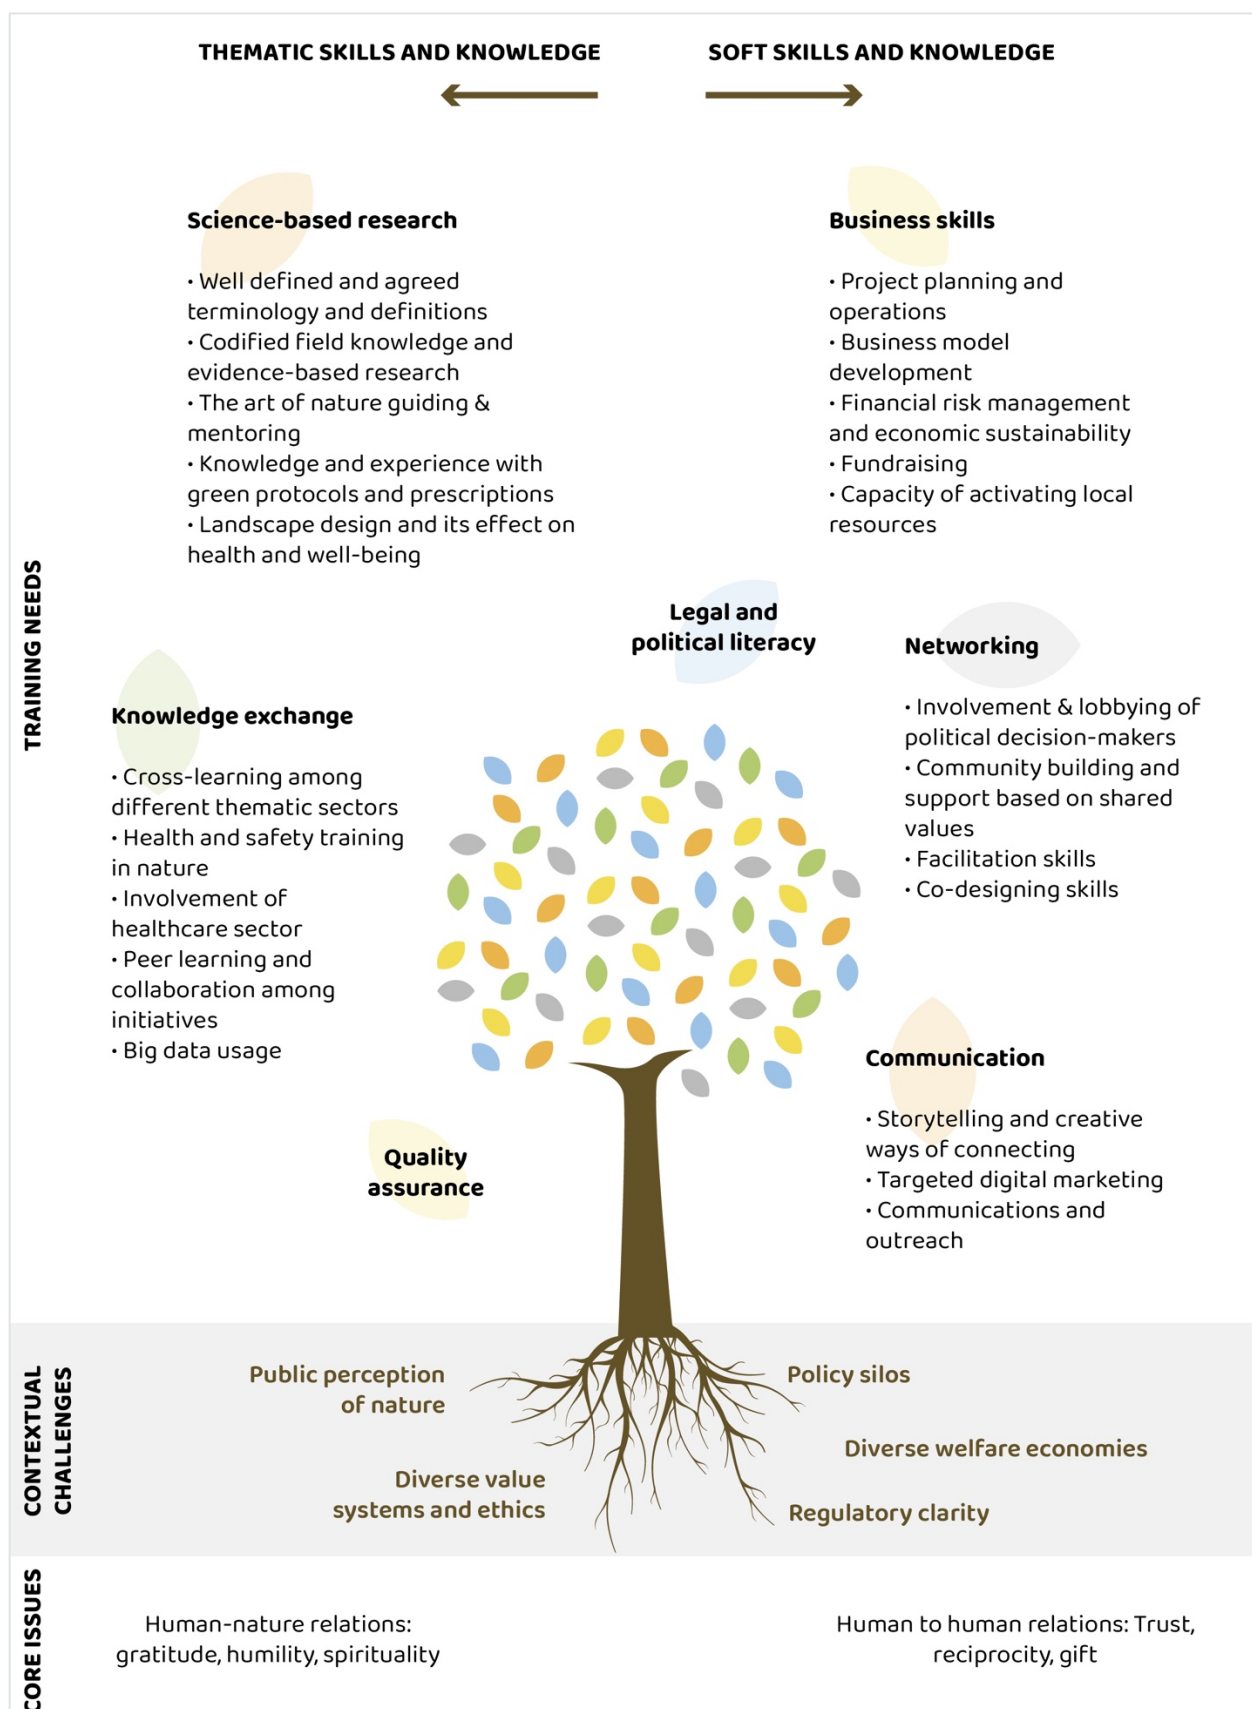 THEMATIC SKILLS AND KNOWLEDGE
SOFT SKILLS AND KNOWLEDGE
TRAINING NEEDS
Science-based research
• Well defined and agreed
terminology and definitions
• Codified field knowledge and
evidence-based research
• The art of nature guiding &
mentoring
• Knowledge and experience with
green protocols and prescriptions
• Landscape design and its effect on
health and well-being
Business skills
• Project planning and
operations
• Business model
development
• Financial risk management
and economic sustainability
• Fundraising
• Capacity of activating local
resources
Legal and
political literacy
Networking
• Involvement & lobbying of
political decision-makers
• Community building and
support based on shared
values
• Facilitation skills
• Co-designing skills
Knowledge exchange
• Cross-learning among
different thematic sectors
• Health and safety training
in nature
• Involvement of
healthcare sector
• Peer learning and
collaboration among
initiatives
• Big data usage
Communication
• Storytelling and creative
ways of connecting
• Targeted digital marketing
• Communications and
outreach
Quality
assurance
CONTEXTUAL
CHALLENGES
Public perception
of nature
Policy silos
Diverse welfare economies
Diverse value
systems and ethics
Regulatory clarity
CORE ISSUES
Human-nature relations:
gratitude, humility, spirituality
Human to human relations: Trust,
reciprocity, gift